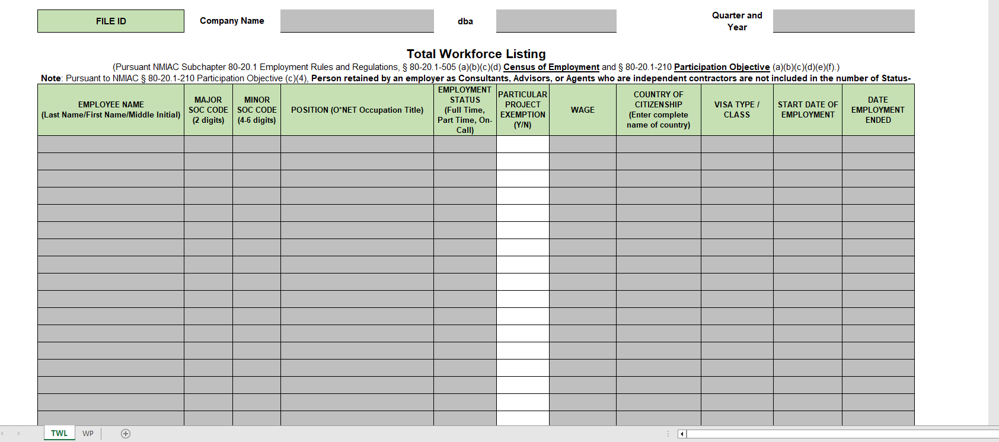 FILE ID
Company Name
dba
Quarter and
Year
Total Workforce Listing
(Pursuant NMIAC Subchapter 80-20.1 Employment Rules and Regulations, § 80-20.1-505 (a)(b)(c)(d) Census of Employment and § 80-20.1-210 Participation Objective (a)(b)(c)(d)(e)(f).)
Note: Pursuant to NMIAC § 80-20.1-210 Participation Objective (c)(4), Person retained by an employer as Consultants, Advisors, or Agents who are independent contractors are not included in the number of Status-
EMPLOYEE NAME
(Last Name/First Name/Middle Initial)
MAJOR
SOC CODE
(2 digits)
MINOR
SOC CODE
(4-6 digits)
POSITION (O*NET Occupation Title)
EMPLOYMENT
STATUS
(Full Time,
Part Time, On-
Call)
PARTICULAR
PROJECT
EXEMPTION
(Y/N)
WAGE
COUNTRY OF
CITIZENSHIP
(Enter complete
name of country)
VISA TYPE /
CLASS
START DATE OF
EMPLOYMENT
DATE
EMPLOYMENT
ENDED
TWL
WP